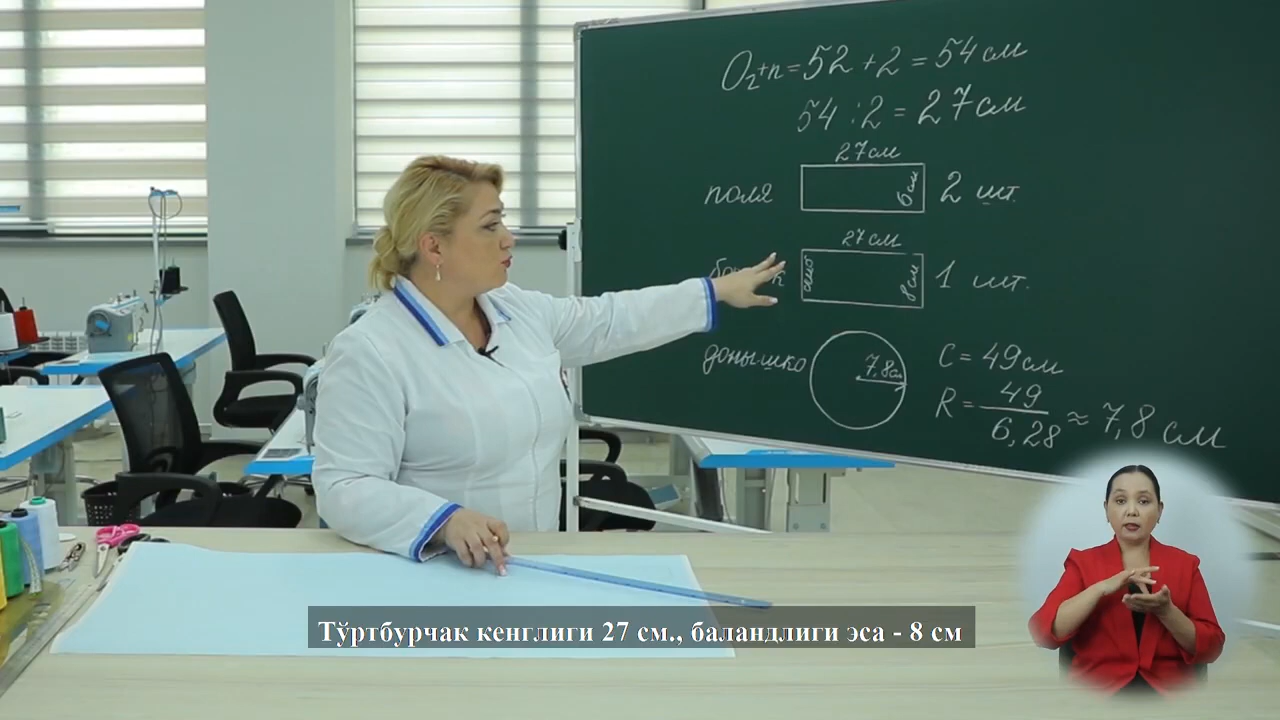 О₂+п = 52 + 2 = 54 см
54 : 2 = 27 см
27 см
поля 6 см 2 шт.
27 см
8 см 1 шт.
донышко 7,8 см C = 49 см
R = 49 / 6,28 ≈ 7,8 см
Тўртбурчак кенглиги 27 см., баландлиги эса - 8 см